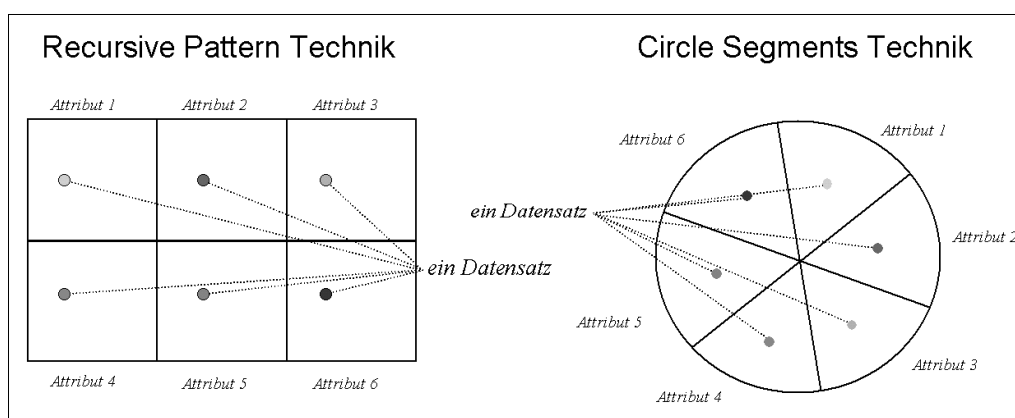 Recursive Pattern Technik
Attribut 1
Attribut 2
Attribut 3
ein Datensatz
Attribut 4
Attribut 5
Attribut 6
Circle Segments Technik
Attribut 6
Attribut 1
ein Datensatz
Attribut 2
Attribut 5
Attribut 3
Attribut 4